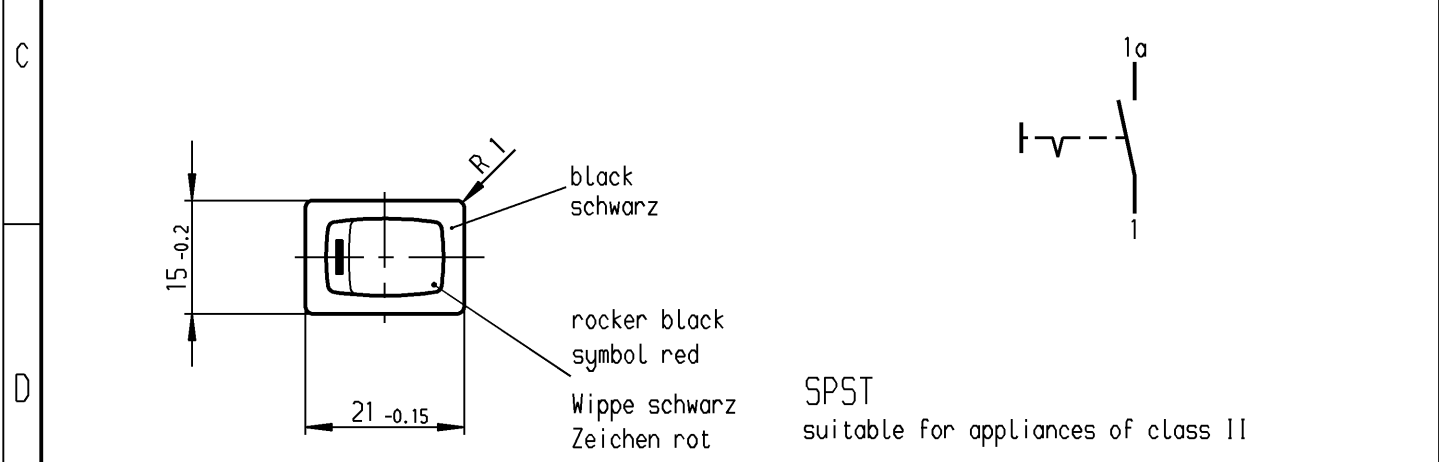 C
1a
R 1
black
schwarz
15 -0.2
1
rocker black
symbol red
D
SPST
21 -0.15
Wippe schwarz
suitable for appliances of class II
Zeichen rot